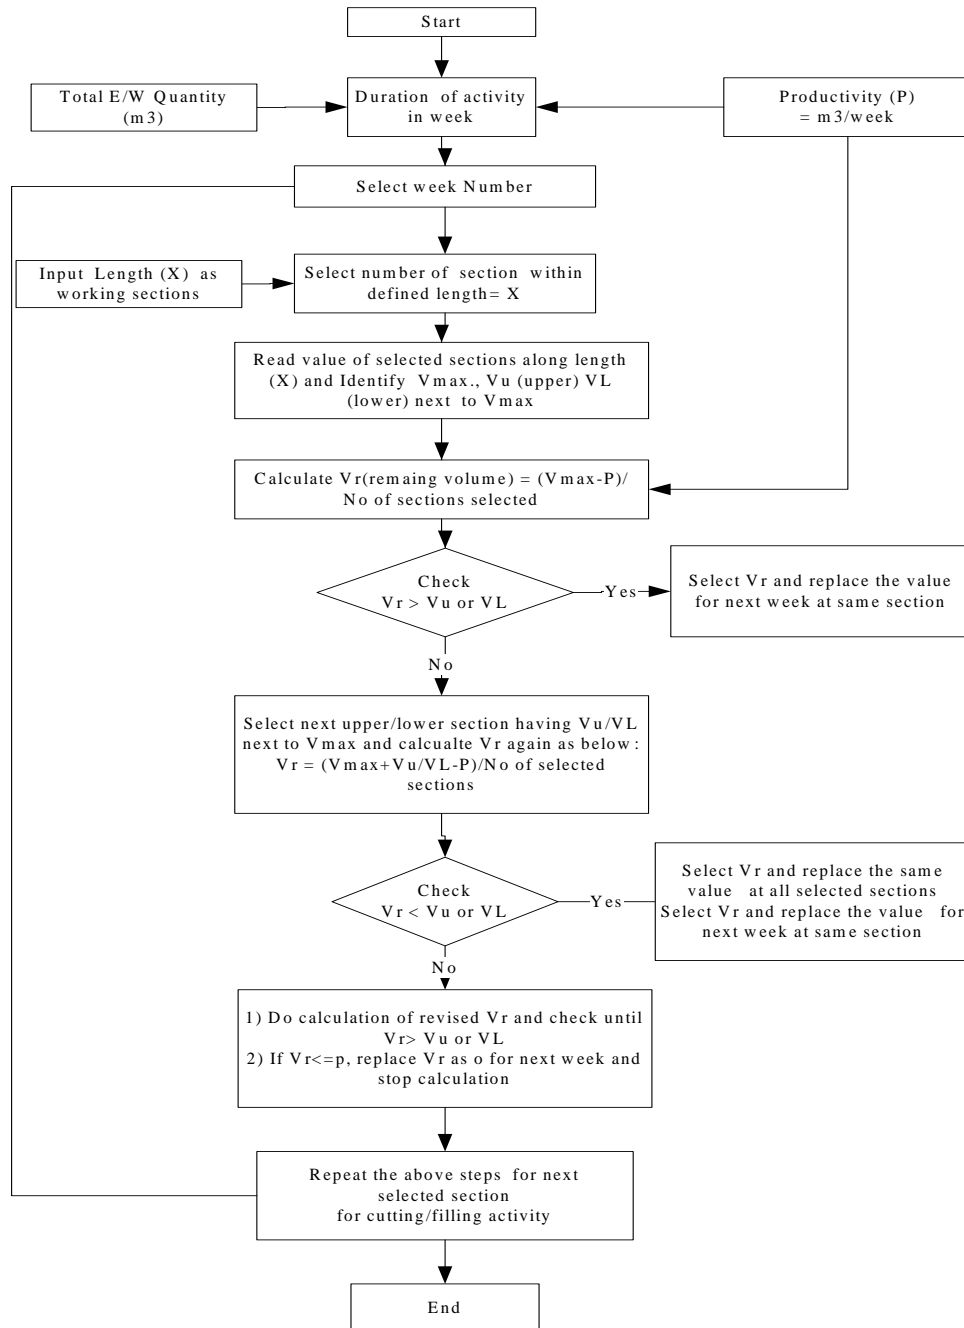 Start
Total E/W Quantity
(m3)
Duration of activity
in week
Productivity (P)
= m3/week
Select week Number
Input Length (X) as
working sections
Select number of section within
defined length= X
Read value of selected sections along length
(X) and Identify Vmax., Vu (upper) VL
(lower) next to Vmax
Calculate Vr(remaing volume) = (Vmax-P)/
No of sections selected
Check
Vr > Vu or VL
Yes
Select Vr and replace the value
for next week at same section
No
Select next upper/lower section having Vu/VL
next to Vmax and calcualte Vr again as below:
Vr = (Vmax+Vu/VL-P)/No of selected
sections
Check
Vr < Vu or VL
Yes
Select Vr and replace the same
value at all selected sections
Select Vr and replace the value for
next week at same section
No
1) Do calculation of revised Vr and check until
Vr> Vu or VL
2) If Vr<=p, replace Vr as o for next week and
stop calculation
Repeat the above steps for next
selected section
for cutting/filling activity
End